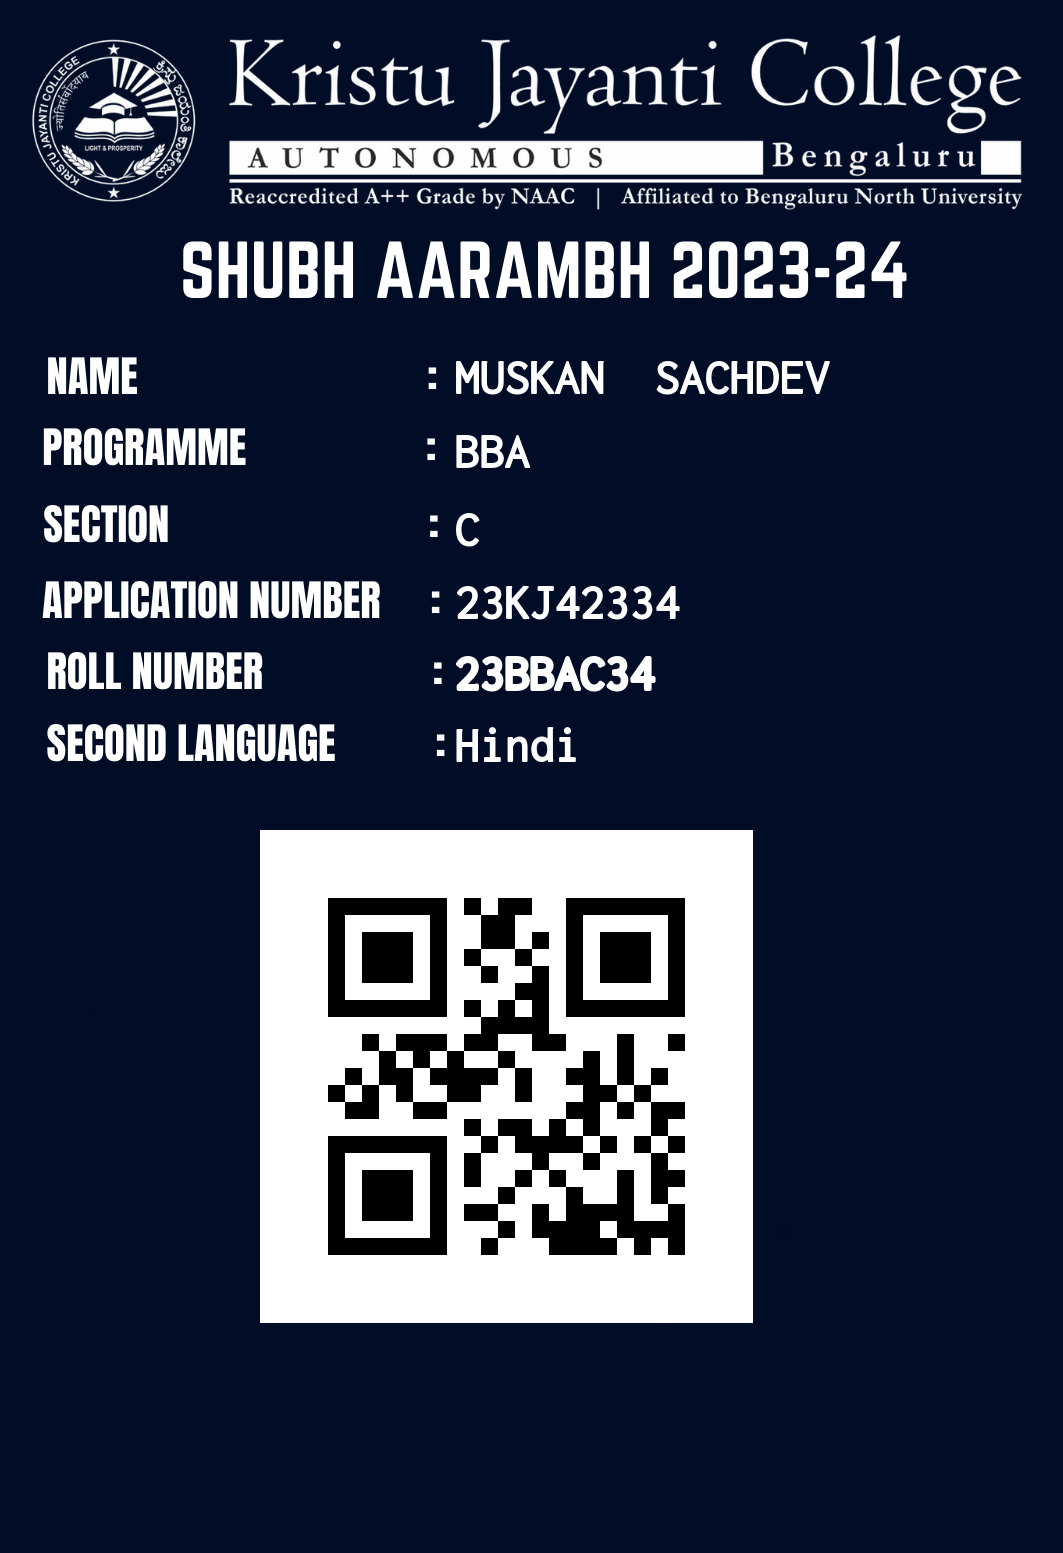 Kristu Jayanti College
AUTONOMOUS Bengaluru
Reaccredited A++ Grade by NAAC | Affiliated to Bengaluru North University
KRISTU JAYANTI COLLEGE
LIGHT & PROSPERITY
SHUBH AARAMBH 2023-24
NAME : MUSKAN SACHDEV
PROGRAMME : BBA
SECTION : C
APPLICATION NUMBER : 23KJ42334
ROLL NUMBER : 23BBAC34
SECOND LANGUAGE : Hindi